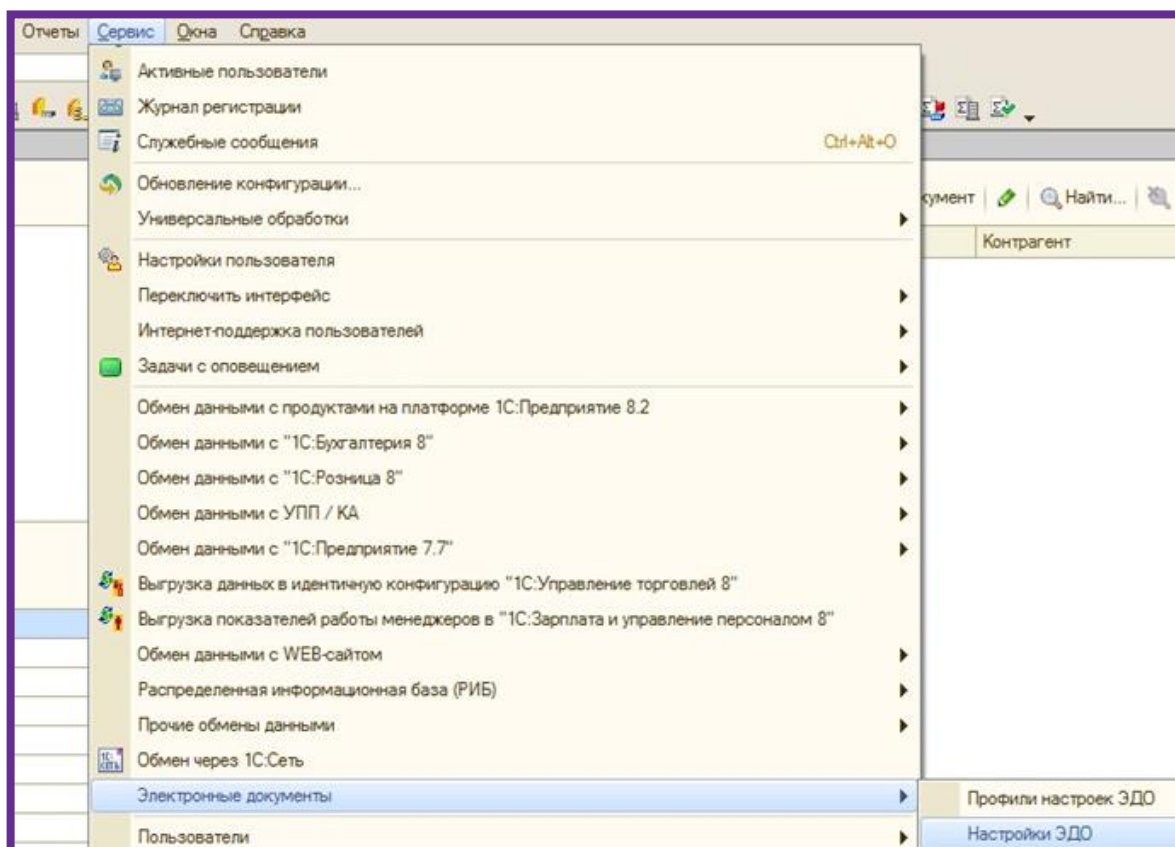 Отчеты Сервис Окна Справка
Активные пользователи
Журнал регистрации
Служебные сообщения Ctrl+Alt+O
Обновление конфигурации...
кумент Найти...
Универсальные обработки
Контрагент
Настройки пользователя
Переключить интерфейс
Интернет-поддержка пользователей
Задачи с оповещением
Обмен данными с продуктами на платформе 1С:Предприятие 8.2
Обмен данными с "1С:Бухгалтерия 8"
Обмен данными с "1С:Розница 8"
Обмен данными с УПП / КА
Обмен данными с "1С:Предприятие 7.7"
Выгрузка данных в идентичную конфигурацию "1С:Управление торговлей 8"
Выгрузка показателей работы менеджеров в "1С:Зарплата и управление персоналом 8"
Обмен данными с WEB-сайтом
Распределенная информационная база (РИБ)
Прочие обмены данными
Обмен через 1С:Сеть
Электронные документы
Профили настроек ЭДО
Пользователи
Настройки ЭДО